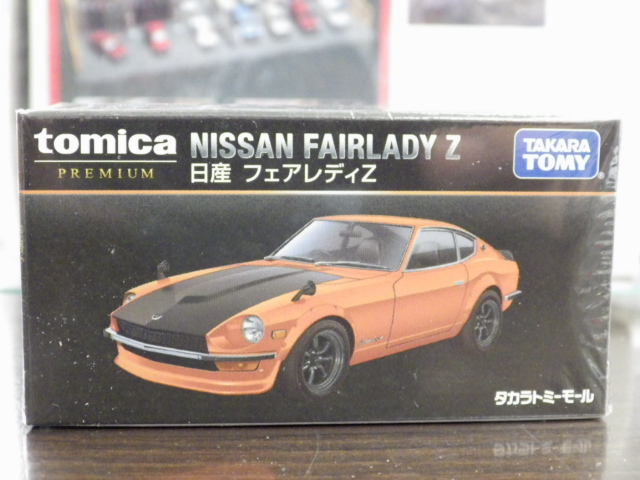 tomica
PREMIUM
NISSAN FAIRLADY Z
日産 フェアレディZ
TAKARA
TOMY
タカラトミーモール